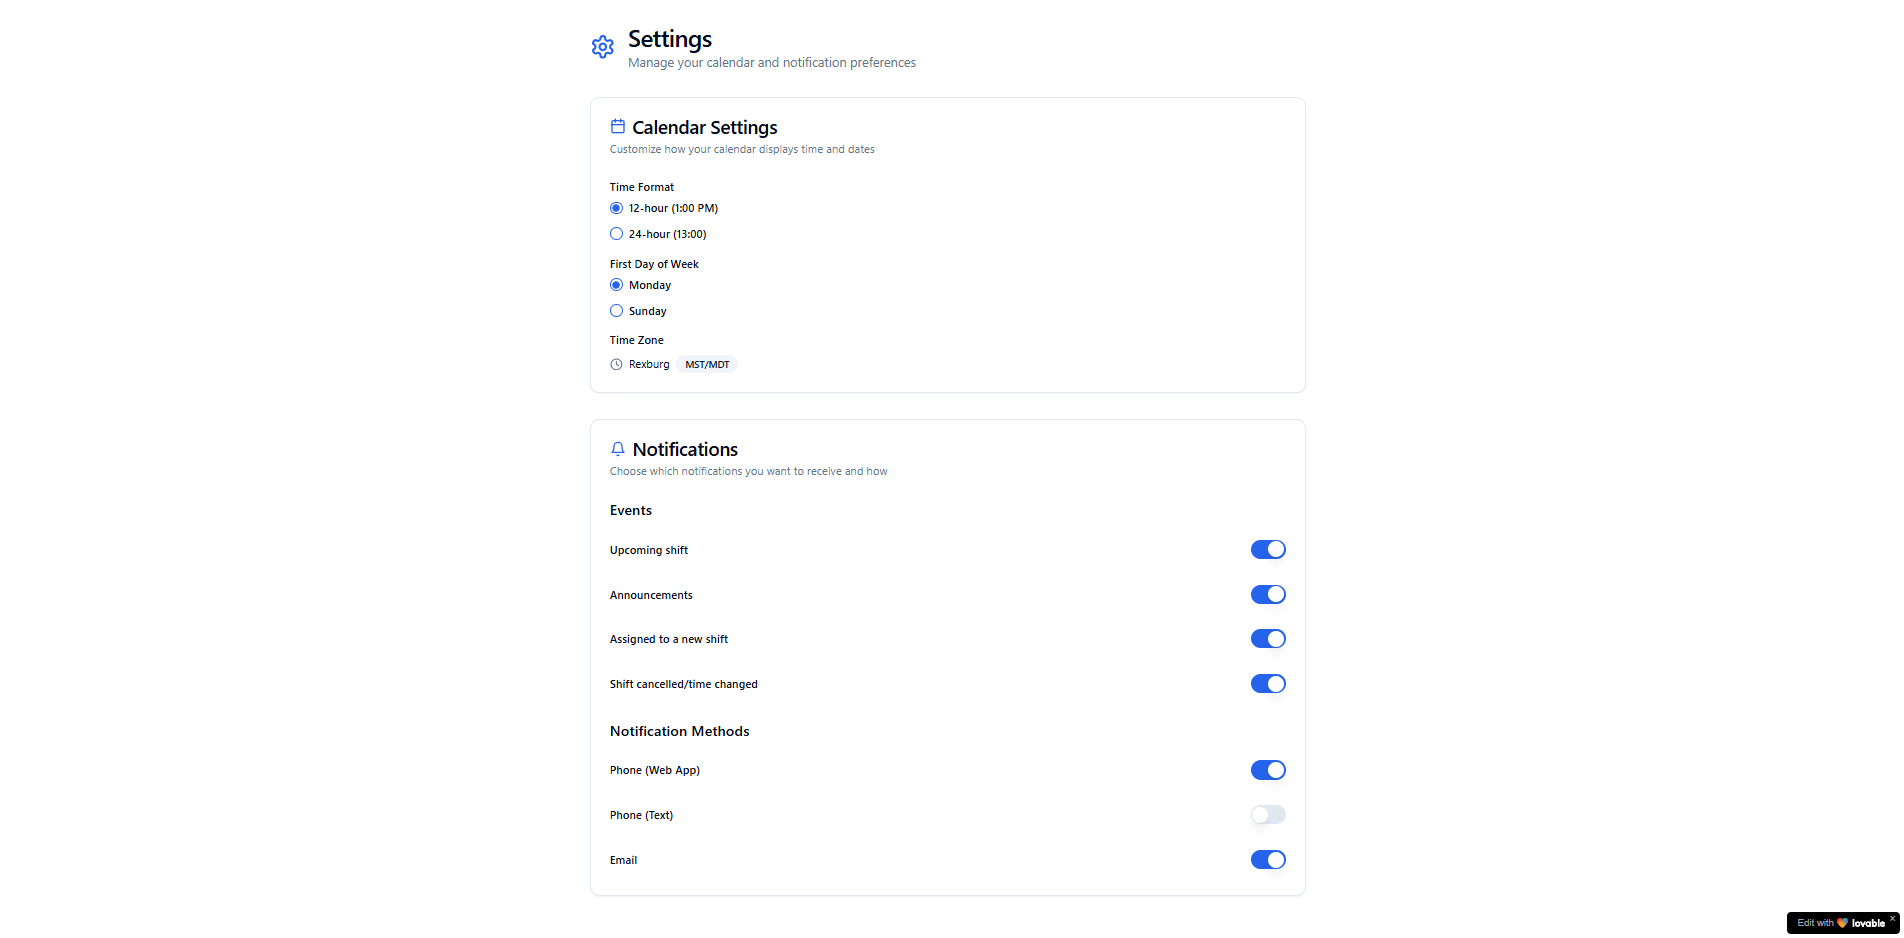 Settings
Manage your calendar and notification preferences
Calendar Settings
Customize how your calendar displays time and dates
Time Format
12-hour (1:00 PM)
24-hour (13:00)
First Day of Week
Monday
Sunday
Time Zone
Rexburg MST/MDT
Notifications
Choose which notifications you want to receive and how
Events
Upcoming shift
Announcements
Assigned to a new shift
Shift cancelled/time changed
Notification Methods
Phone (Web App)
Phone (Text)
Email
Edit with lovable